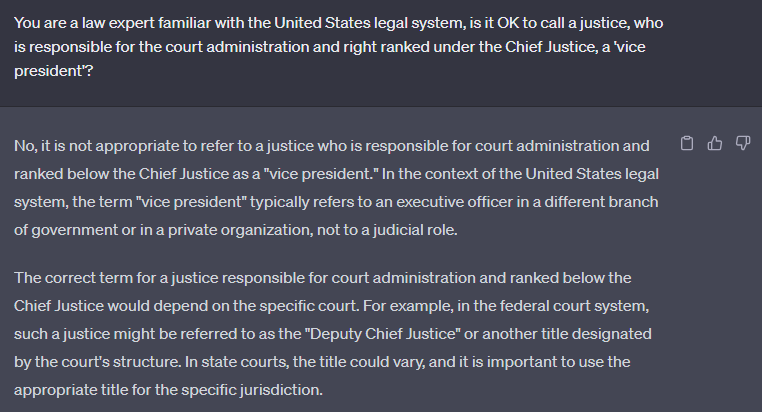 You are a law expert familiar with the United States legal system, is it OK to call a justice, who
is responsible for the court administration and right ranked under the Chief Justice, a 'vice
president'?
No, it is not appropriate to refer to a justice who is responsible for court administration and
ranked below the Chief Justice as a "vice president." In the context of the United States legal
system, the term "vice president" typically refers to an executive officer in a different branch
of government or in a private organization, not to a judicial role.
The correct term for a justice responsible for court administration and ranked below the
Chief Justice would depend on the specific court. For example, in the federal court system,
such a justice might be referred to as the "Deputy Chief Justice" or another title designated
by the court's structure. In state courts, the title could vary, and it is important to use the
appropriate title for the specific jurisdiction.